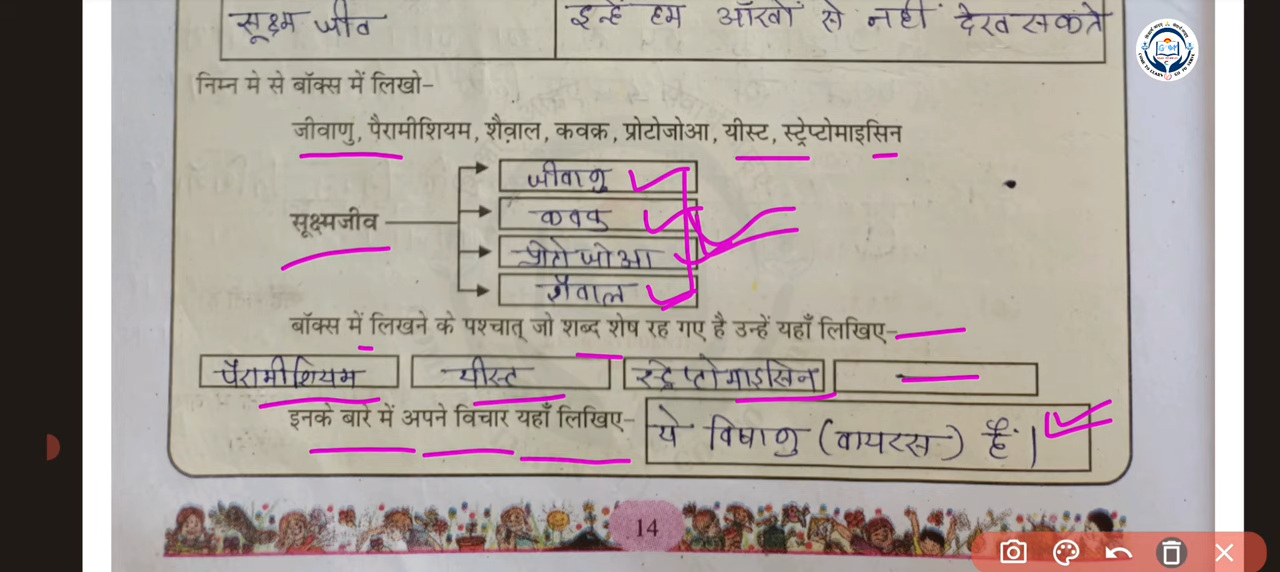 सूक्ष्म जीव
इन्हें हम आँखों से नहीं देख सकते
निम्न मे से बॉक्स में लिखो–
जीवाणु, पैरामीशियम, शैवाल, कवक, प्रोटोजोआ, यीस्ट, स्ट्रेप्टोमाइसिन
सूक्ष्मजीव
जीवाणु
कवक
प्रोटोजोआ
शैवाल
बॉक्स में लिखने के पश्चात् जो शब्द शेष रह गए है उन्हें यहाँ लिखिए–
पैरामीशियम
यीस्ट
स्ट्रेप्टोमाइसिन
इनके बारे में अपने विचार यहाँ लिखिए–
ये विषाणु (वायरस) हैं।
14